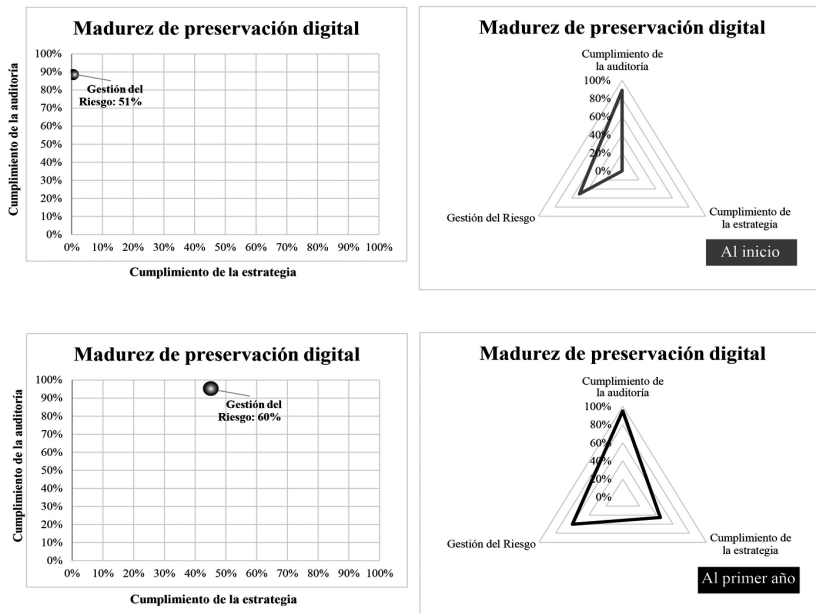 Madurez de preservación digital
100%
90%
80%
70%
60%
50%
40%
30%
20%
10%
0%
Cumplimiento de la auditoría
Gestión del
Riesgo: 51%
0% 10% 20% 30% 40% 50% 60% 70% 80% 90% 100%
Cumplimiento de la estrategia
Madurez de preservación digital
Cumplimiento de
la auditoría
100%
80%
60%
40%
20%
0%
Gestión del Riesgo
Cumplimiento de
la estrategia
Al inicio
Madurez de preservación digital
100%
90%
80%
70%
60%
50%
40%
30%
20%
10%
0%
Cumplimiento de la auditoría
Gestión del
Riesgo: 60%
0% 10% 20% 30% 40% 50% 60% 70% 80% 90% 100%
Cumplimiento de la estrategia
Madurez de preservación digital
Cumplimiento de
la auditoría
100%
80%
60%
40%
20%
0%
Gestión del Riesgo
Cumplimiento de
la estrategia
Al primer año